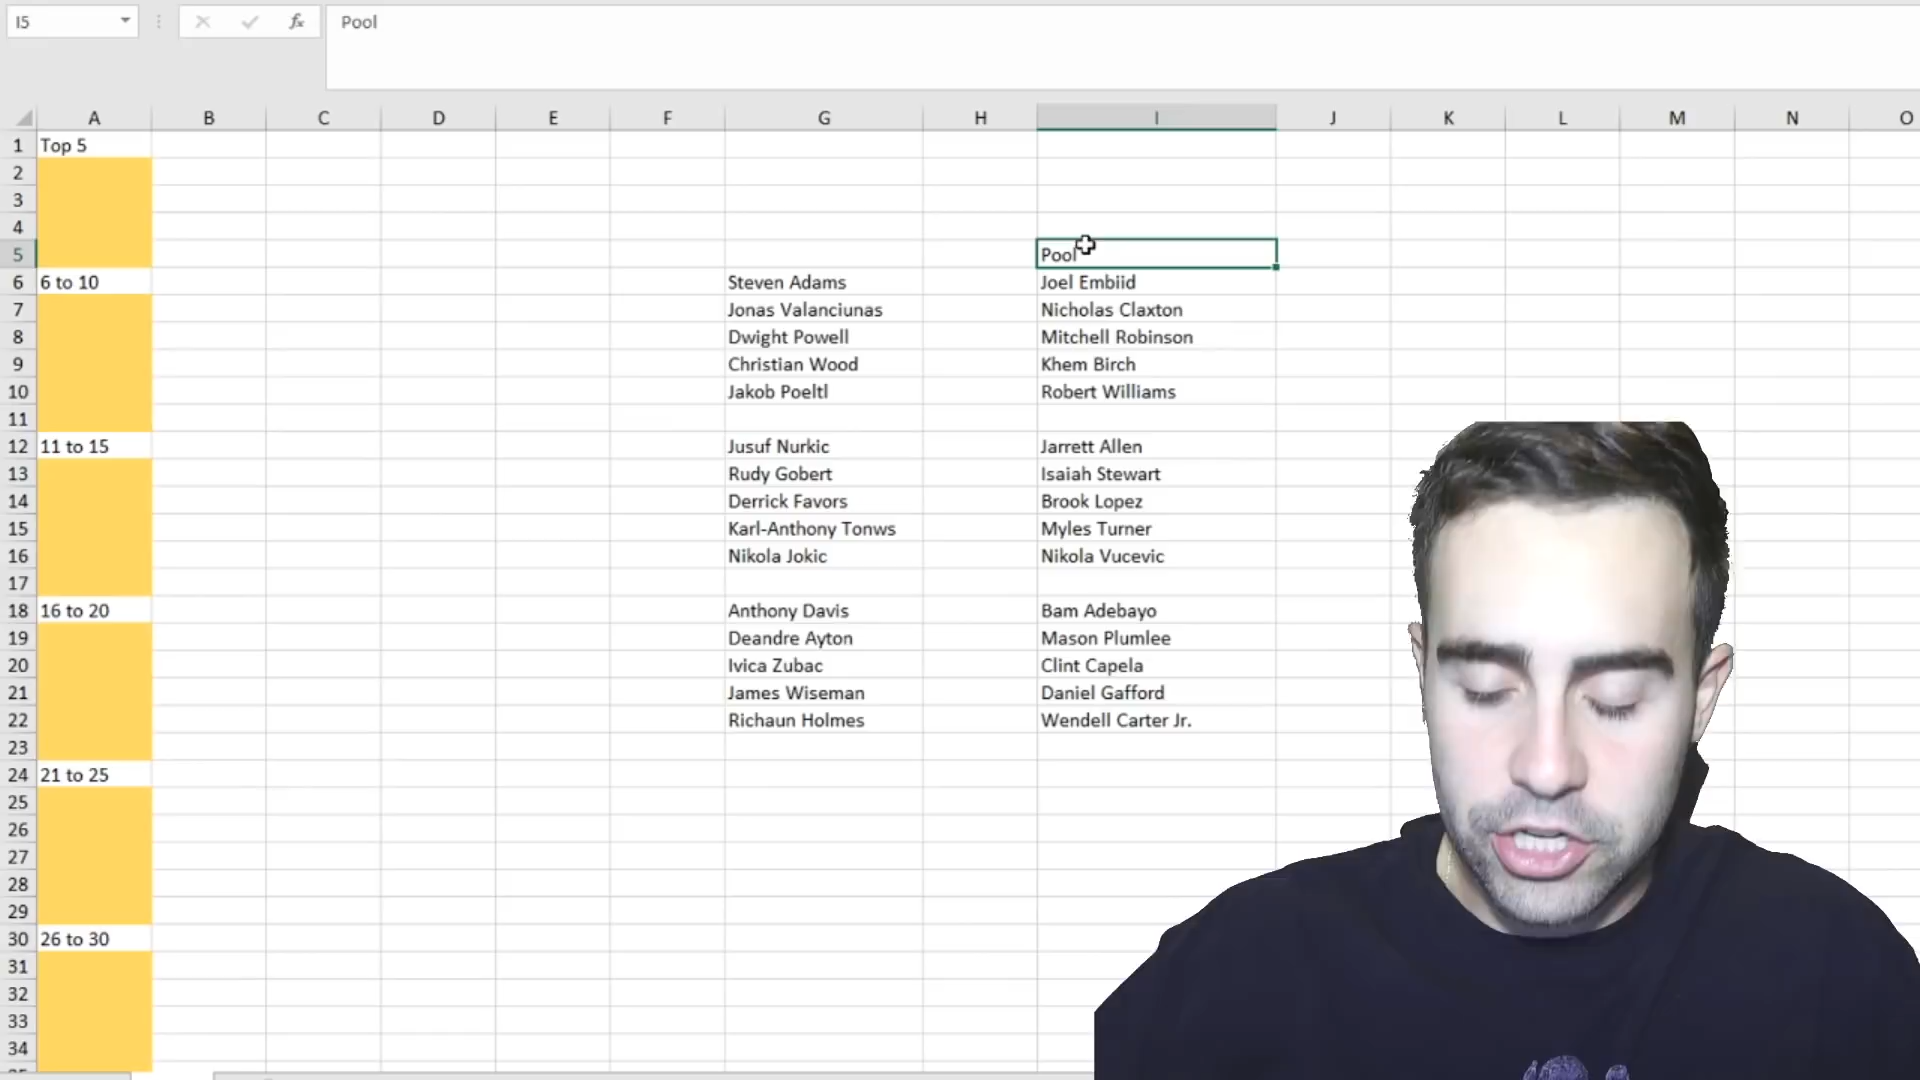 I5 fx Pool
A B C D E F G H I J K L M N O
1 Top 5
2
3
4
5 Pool
6 6 to 10 Steven Adams Joel Embiid
7 Jonas Valanciunas Nicholas Claxton
8 Dwight Powell Mitchell Robinson
9 Christian Wood Khem Birch
10 Jakob Poeltl Robert Williams
11
12 11 to 15 Jusuf Nurkic Jarrett Allen
13 Rudy Gobert Isaiah Stewart
14 Derrick Favors Brook Lopez
15 Karl-Anthony Tonws Myles Turner
16 Nikola Jokic Nikola Vucevic
17
18 16 to 20 Anthony Davis Bam Adebayo
19 Deandre Ayton Mason Plumlee
20 Ivica Zubac Clint Capela
21 James Wiseman Daniel Gafford
22 Richaun Holmes Wendell Carter Jr.
23
24 21 to 25
25
26
27
28
29
30 26 to 30
31
32
33
34